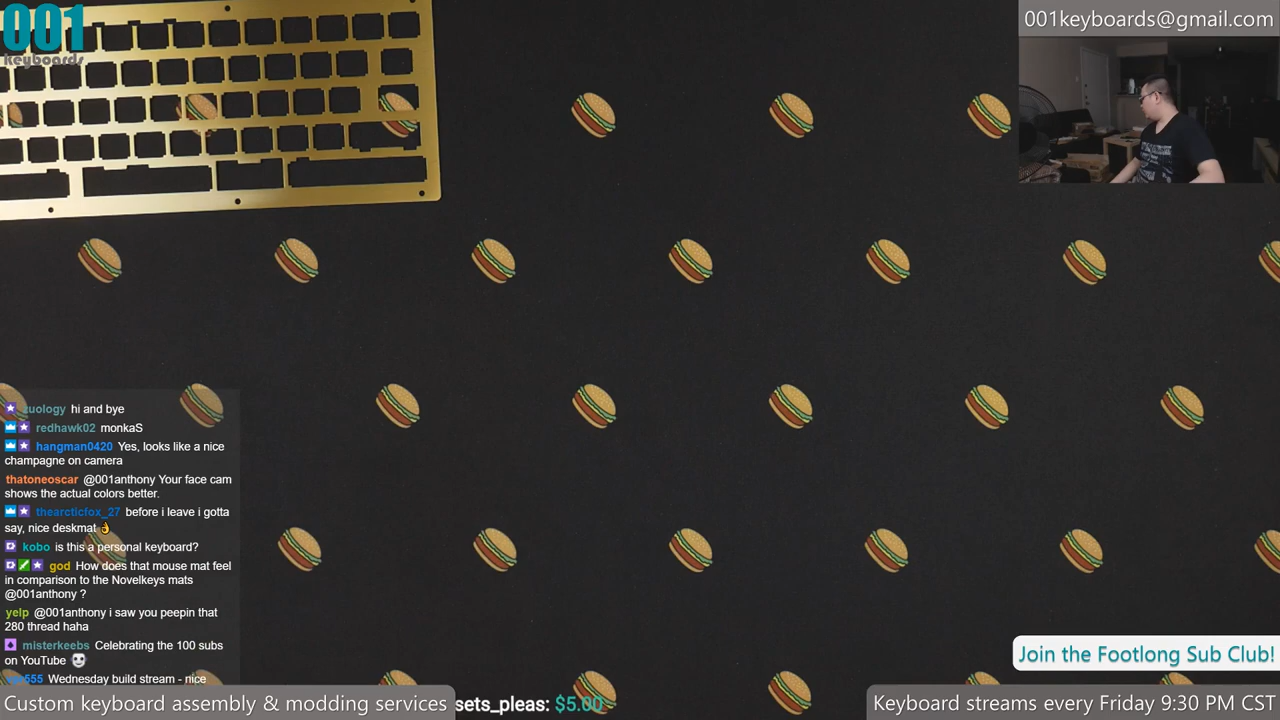 001
keyboards
001keyboards@gmail.com
zuology hi and bye
redhawk02 monkaS
hangman0420 Yes, looks like a nice
champagne on camera
thatoneoscar @001anthony Your face cam
shows the actual colors better.
thearcticfox_27 before i leave i gotta
say, nice deskmat 👌
kobo is this a personal keyboard?
god How does that mouse mat feel
in comparison to the Novelkeys mats
@001anthony ?
yelp @001anthony i saw you peepin that
280 thread haha
misterkeebs Celebrating the 100 subs
on YouTube
Wednesday build stream - nice
Join the Footlong Sub Club!
Custom keyboard assembly & modding services
sets_pleas: $5.00
Keyboard streams every Friday 9:30 PM CST